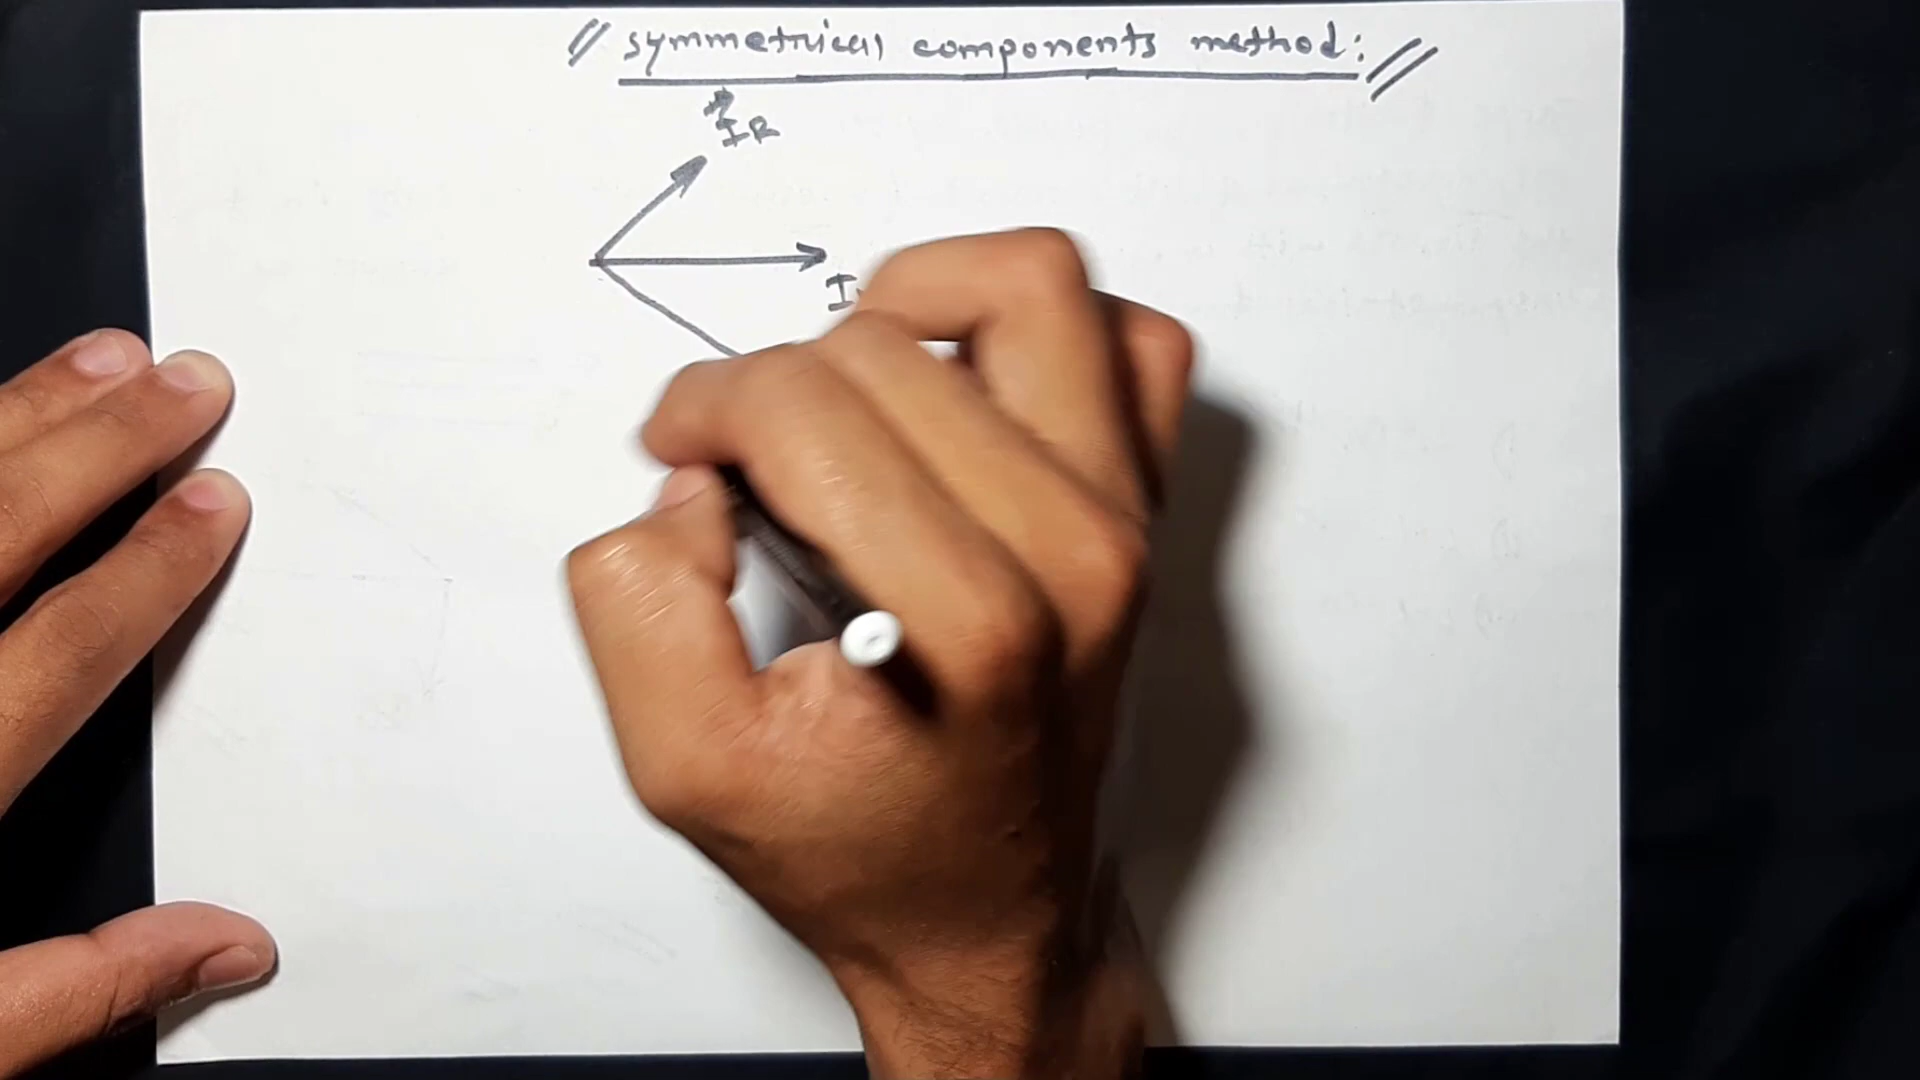 // symmetrical components method: //
IR
I